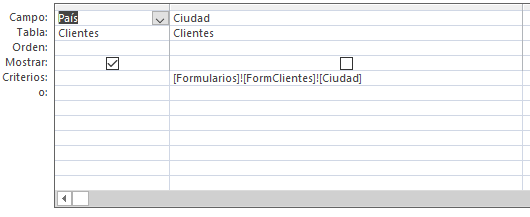 Campo: País Ciudad
Tabla: Clientes Clientes
Orden:
Mostrar:
Criterios: [Formularios]![FormClientes]![Ciudad]
o: